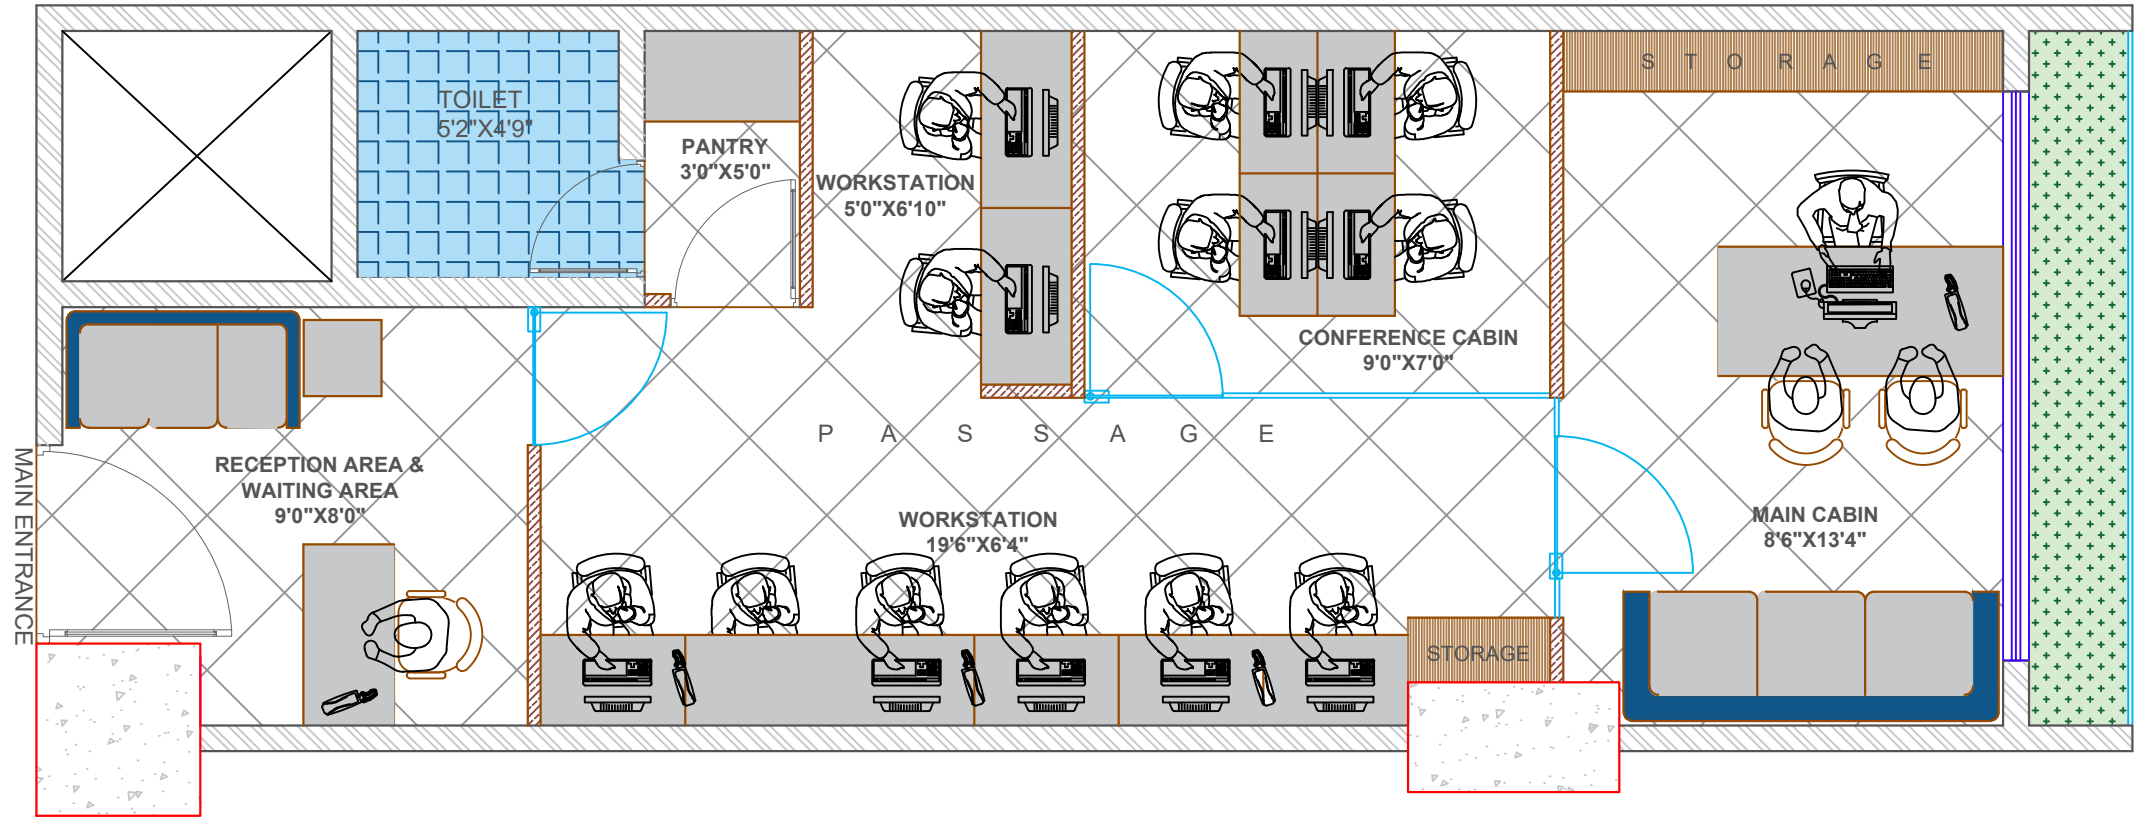 S T O R A G E
TOILET
5'2"X4'9"
PANTRY
3'0"X5'0"
WORKSTATION
5'0"X6'10"
CONFERENCE CABIN
9'0"X7'0"
P A S S A G E
MAIN ENTRANCE
RECEPTION AREA &
WAITING AREA
9'0"X8'0"
WORKSTATION
19'6"X6'4"
MAIN CABIN
8'6"X13'4"
STORAGE